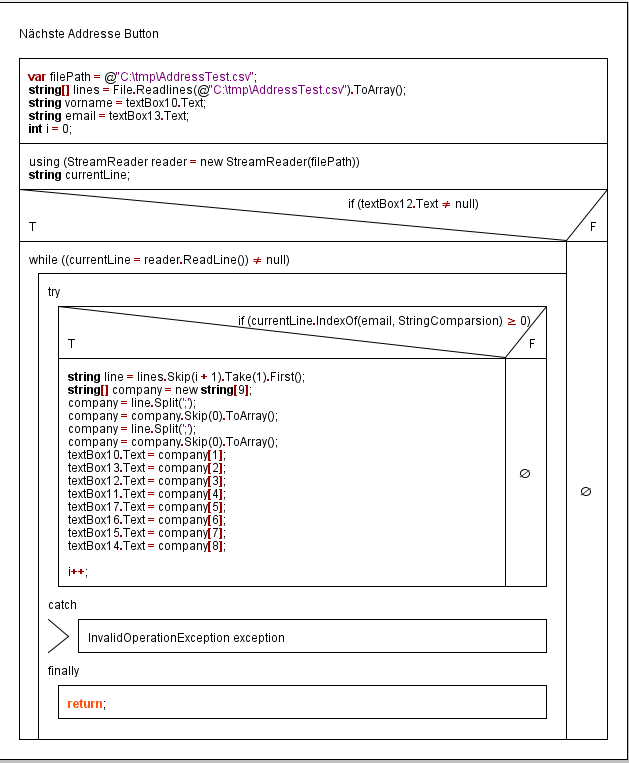 Nächste Addresse Button
var filePath = @"C:\tmp\AddressTest.csv";
string[] lines = File.Readlines(@"C:\tmp\AddressTest.csv").ToArray();
string vorname = textBox10.Text;
string email = textBox13.Text;
int i = 0;
using (StreamReader reader = new StreamReader(filePath))
string currentLine;
if (textBox12.Text ≠ null)
T
F
while ((currentLine = reader.ReadLine()) ≠ null)
try
if (currentLine.IndexOf(email, StringComparsion) ≥ 0)
T
F
string line = lines.Skip(i + 1).Take(1).First();
string[] company = new string[9];
company = line.Split(';');
company = company.Skip(0).ToArray();
company = line.Split(';');
company = company.Skip(0).ToArray();
textBox10.Text = company[1];
textBox13.Text = company[2];
textBox12.Text = company[3];
textBox11.Text = company[4];
textBox17.Text = company[5];
textBox16.Text = company[6];
textBox15.Text = company[7];
textBox14.Text = company[8];
i++;
∅
∅
catch
InvalidOperationException exception
finally
return;